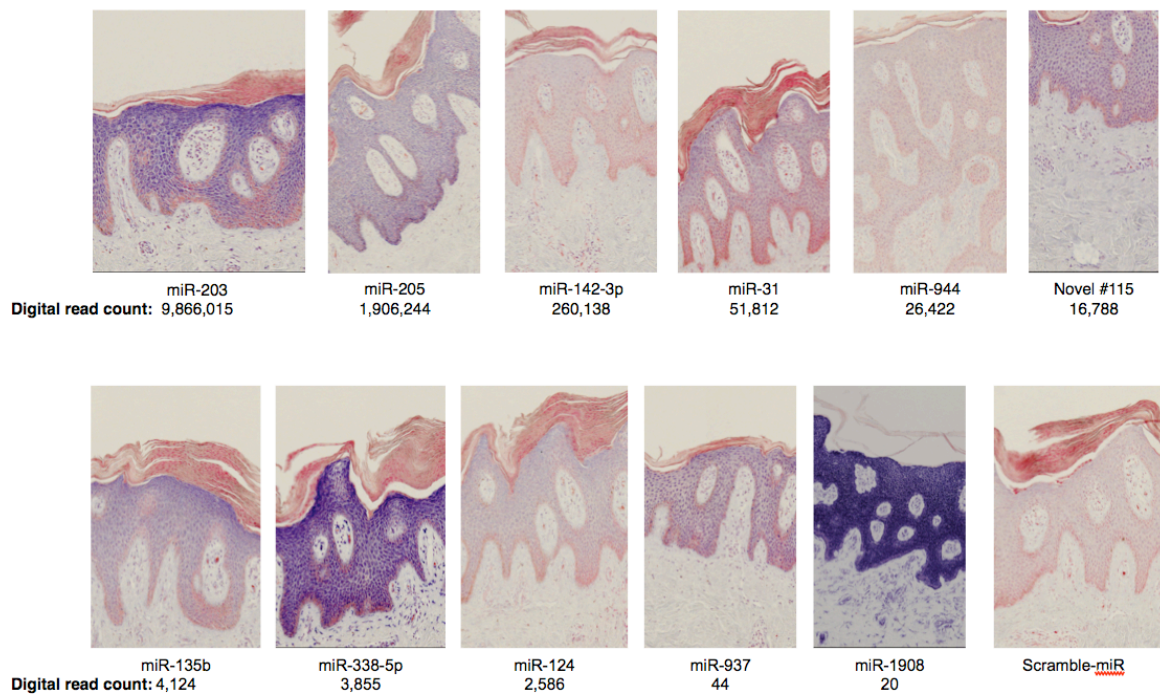 miR-203 miR-205 miR-142-3p miR-31 miR-944 Novel #115
Digital read count: 9,866,015 1,906,244 260,138 51,812 26,422 16,788
miR-135b miR-338-5p miR-124 miR-937 miR-1908 Scramble-miR
Digital read count: 4,124 3,855 2,586 44 20